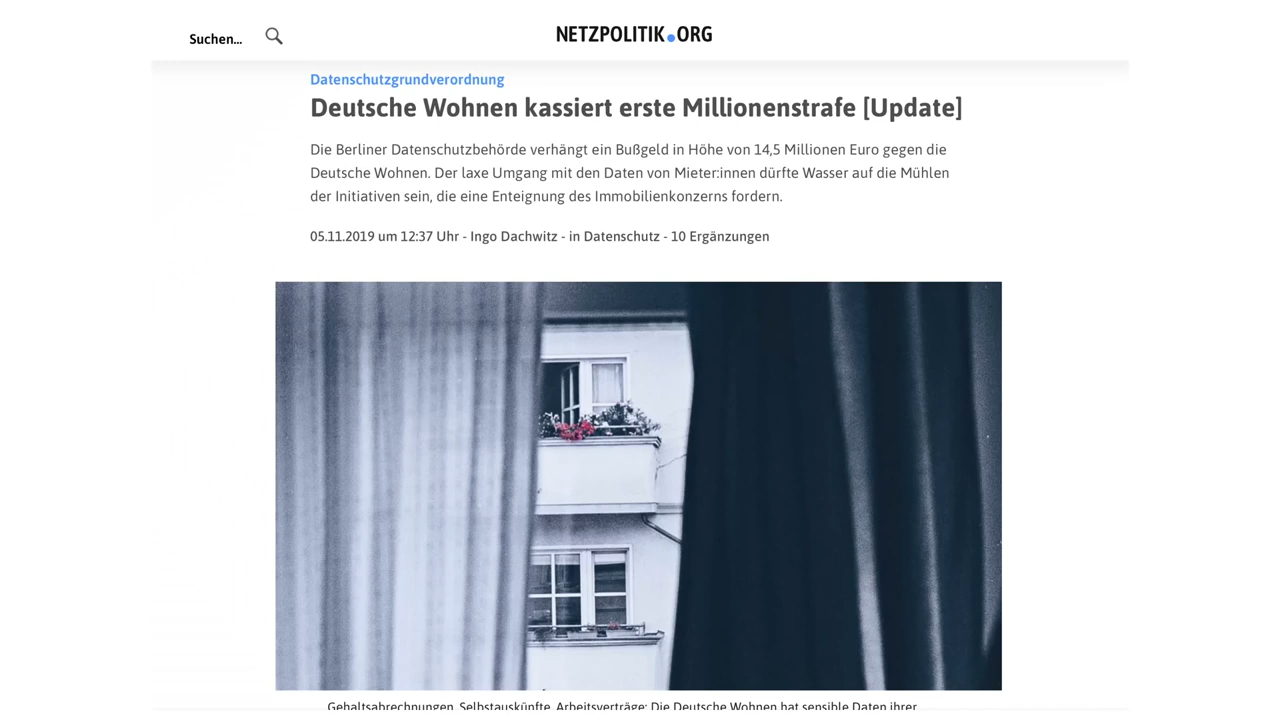 Suchen...
NETZPOLITIK.ORG
Datenschutzgrundverordnung
Deutsche Wohnen kassiert erste Millionenstrafe [Update]
Die Berliner Datenschutzbehörde verhängt ein Bußgeld in Höhe von 14,5 Millionen Euro gegen die
Deutsche Wohnen. Der laxe Umgang mit den Daten von Mieter:innen dürfte Wasser auf die Mühlen
der Initiativen sein, die eine Enteignung des Immobilienkonzerns fordern.
05.11.2019 um 12:37 Uhr - Ingo Dachwitz - in Datenschutz - 10 Ergänzungen
Gehaltsabrechnungen, Selbstauskünfte, Arbeitsverträge: Die Deutsche Wohnen hat sensible Daten ihrer